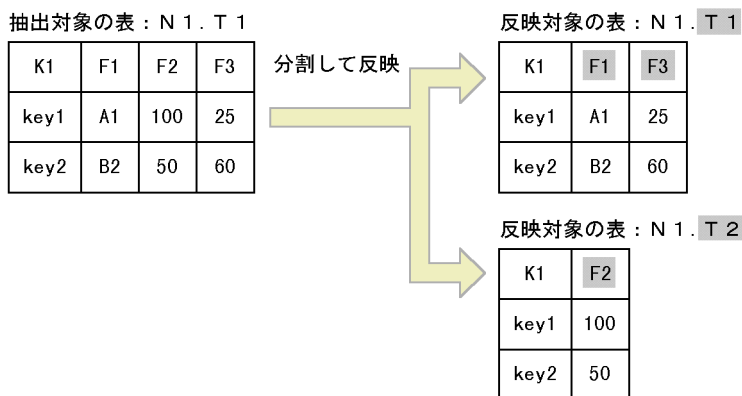 抽出対象の表：Ｎ１．Ｔ１
K1 F1 F2 F3
key1 A1 100 25
key2 B2 50 60
分割して反映
反映対象の表：Ｎ１．Ｔ１
K1 F1 F3
key1 A1 25
key2 B2 60
反映対象の表：Ｎ１．Ｔ２
K1 F2
key1 100
key2 50